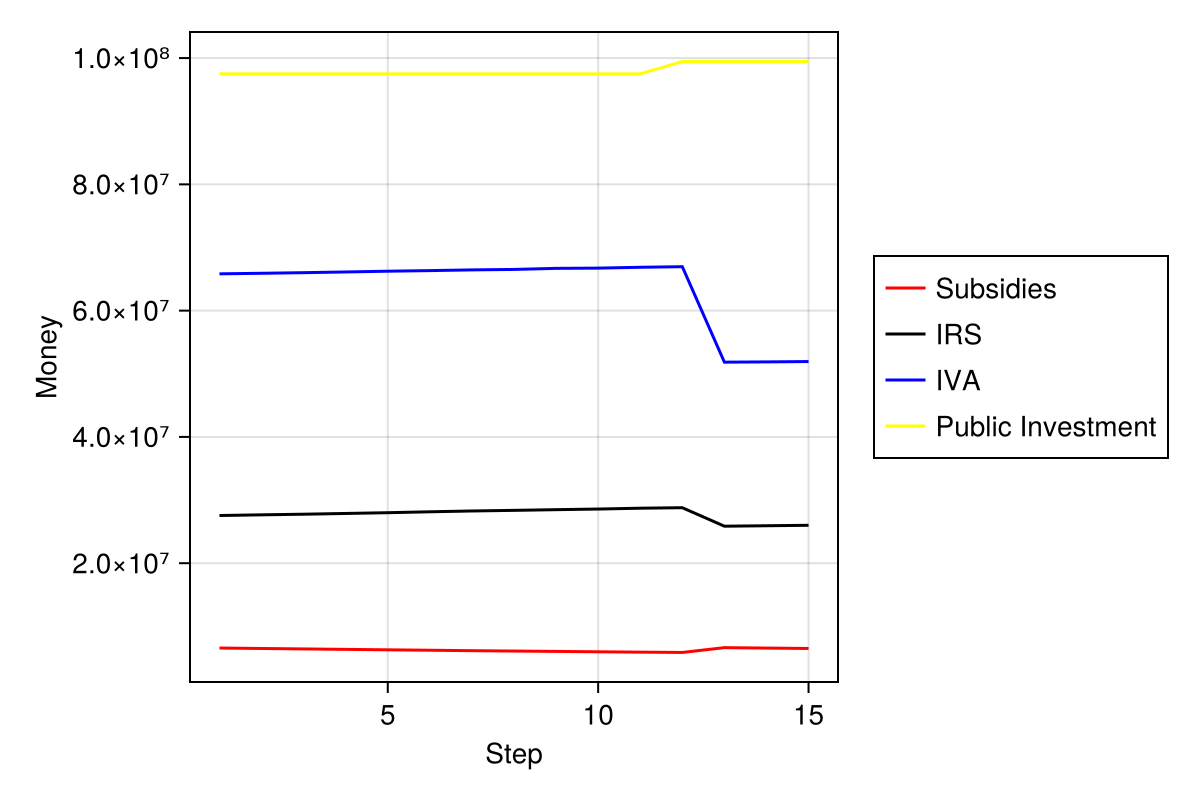 1.0×10⁸
8.0×10⁷
6.0×10⁷
4.0×10⁷
2.0×10⁷
Money
5 10 15
Step
Subsidies
IRS
IVA
Public Investment